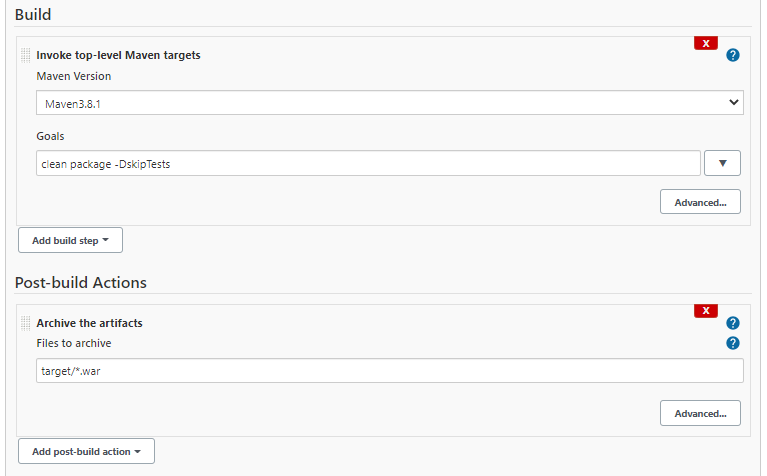 Build
X
Invoke top-level Maven targets
?
Maven Version
Maven3.8.1
Goals
clean package -DskipTests
Advanced...
Add build step
Post-build Actions
X
Archive the artifacts
?
Files to archive
?
target/*.war
Advanced...
Add post-build action